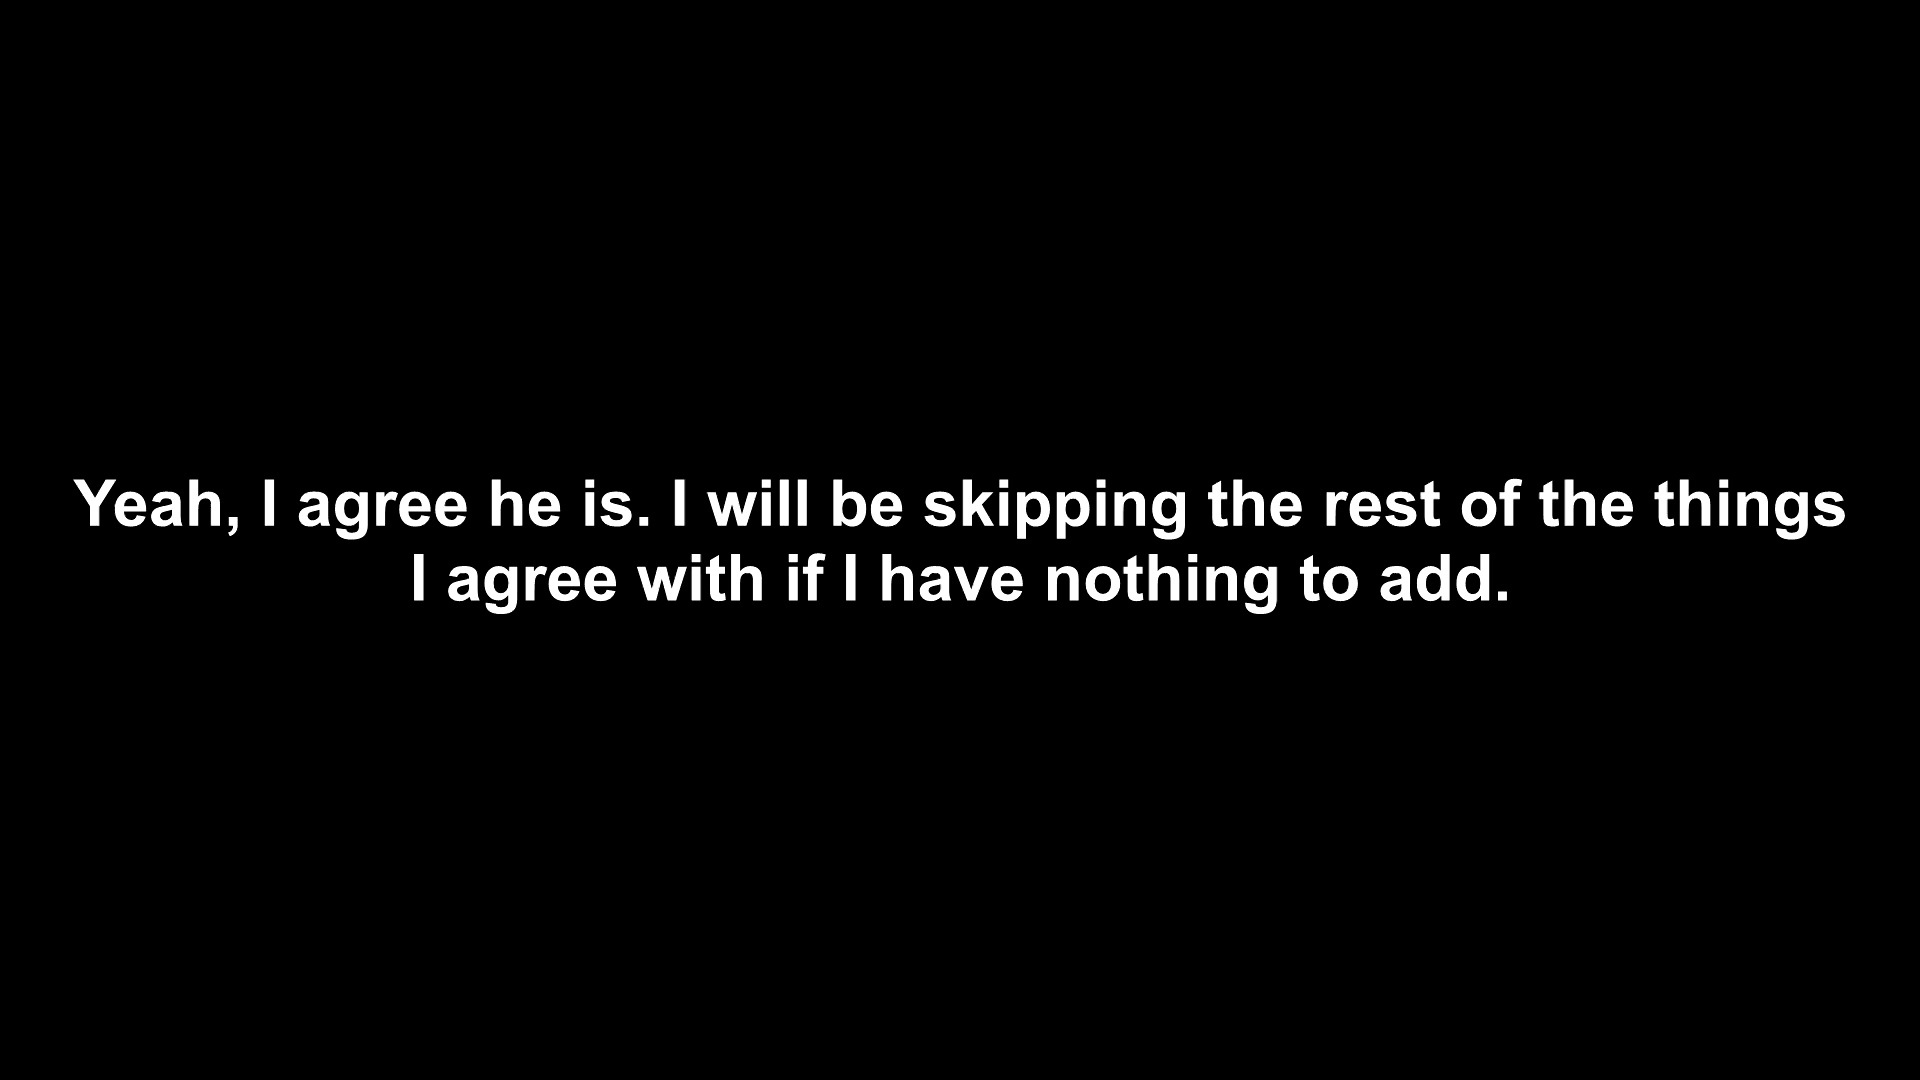 Yeah, I agree he is. I will be skipping the rest of the things
I agree with if I have nothing to add.